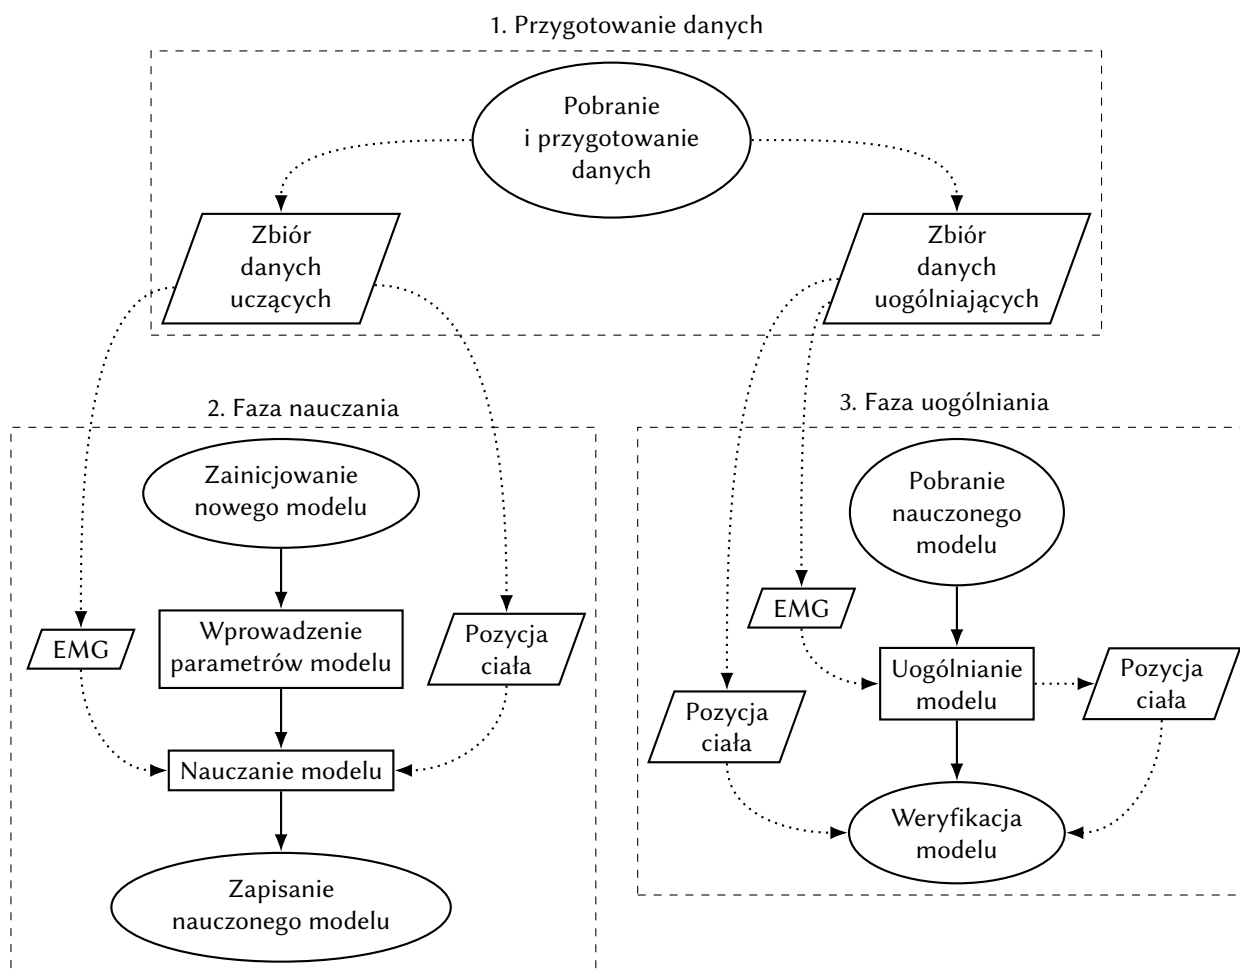 1. Przygotowanie danych
Pobranie
i przygotowanie
danych
Zbiór
danych
uczących
Zbiór
danych
uogólniających
2. Faza nauczania
Zainicjowanie
nowego modelu
EMG
Wprowadzenie
parametrów modelu
Pozycja
ciała
Nauczanie modelu
Zapisanie
nauczonego modelu
3. Faza uogólniania
Pobranie
nauczonego
modelu
EMG
Uogólnianie
modelu
Pozycja
ciała
Pozycja
ciała
Weryfikacja
modelu